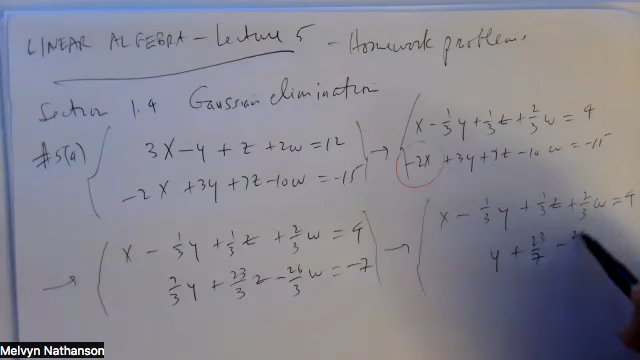 LINEAR ALGEBRA - Lecture 5 - Homework problems
Section 1.4 Gaussian elimination
#5(a) 3x - y + z + 2w = 12 → x - 1/3 y + 1/3 z + 2/3 w = 4
-2x + 3y + 7z - 10w = -15 -2x + 3y + 7z - 10w = -15
→ x - 1/3 y + 1/3 z + 2/3 w = 4 → x - 1/3 y + 1/3 z + 2/3 w = 4
7/3 y + 23/3 z - 26/3 w = -7 y + 23/7 -
Melvyn Nathanson